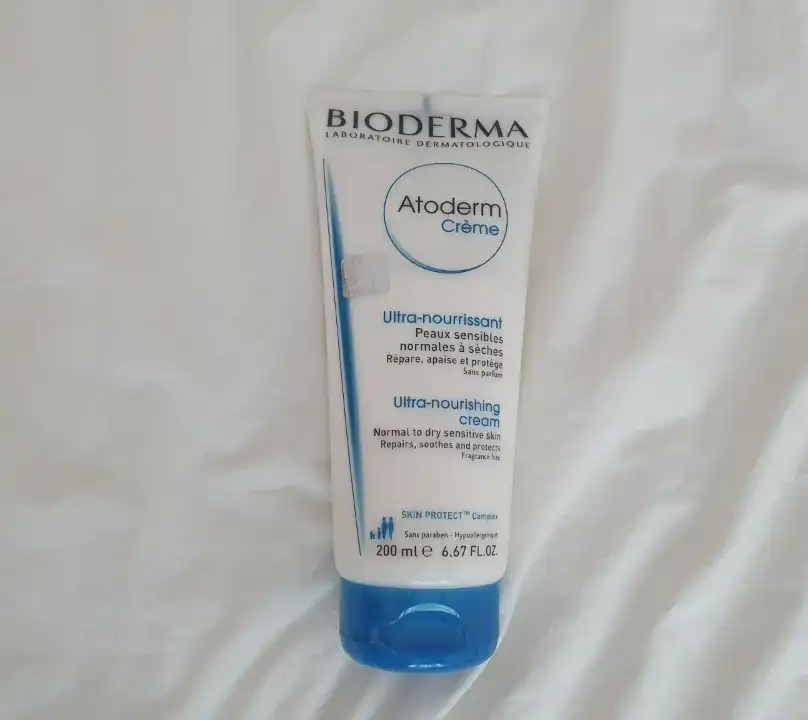 BIODERMA
LABORATOIRE DERMATOLOGIQUE
Atoderm
Crème
Ultra-nourrissant
Peaux sensibles
normales à sèches
Répare, apaise et protège
Sans parfum
Ultra-nourishing
cream
Normal to dry sensitive skin
Repairs, soothes and protects
Fragrance free
SKIN PROTECT™ Complex
Sans paraben - Hypoallergénique
200 ml ℮ 6.67 FL.OZ.